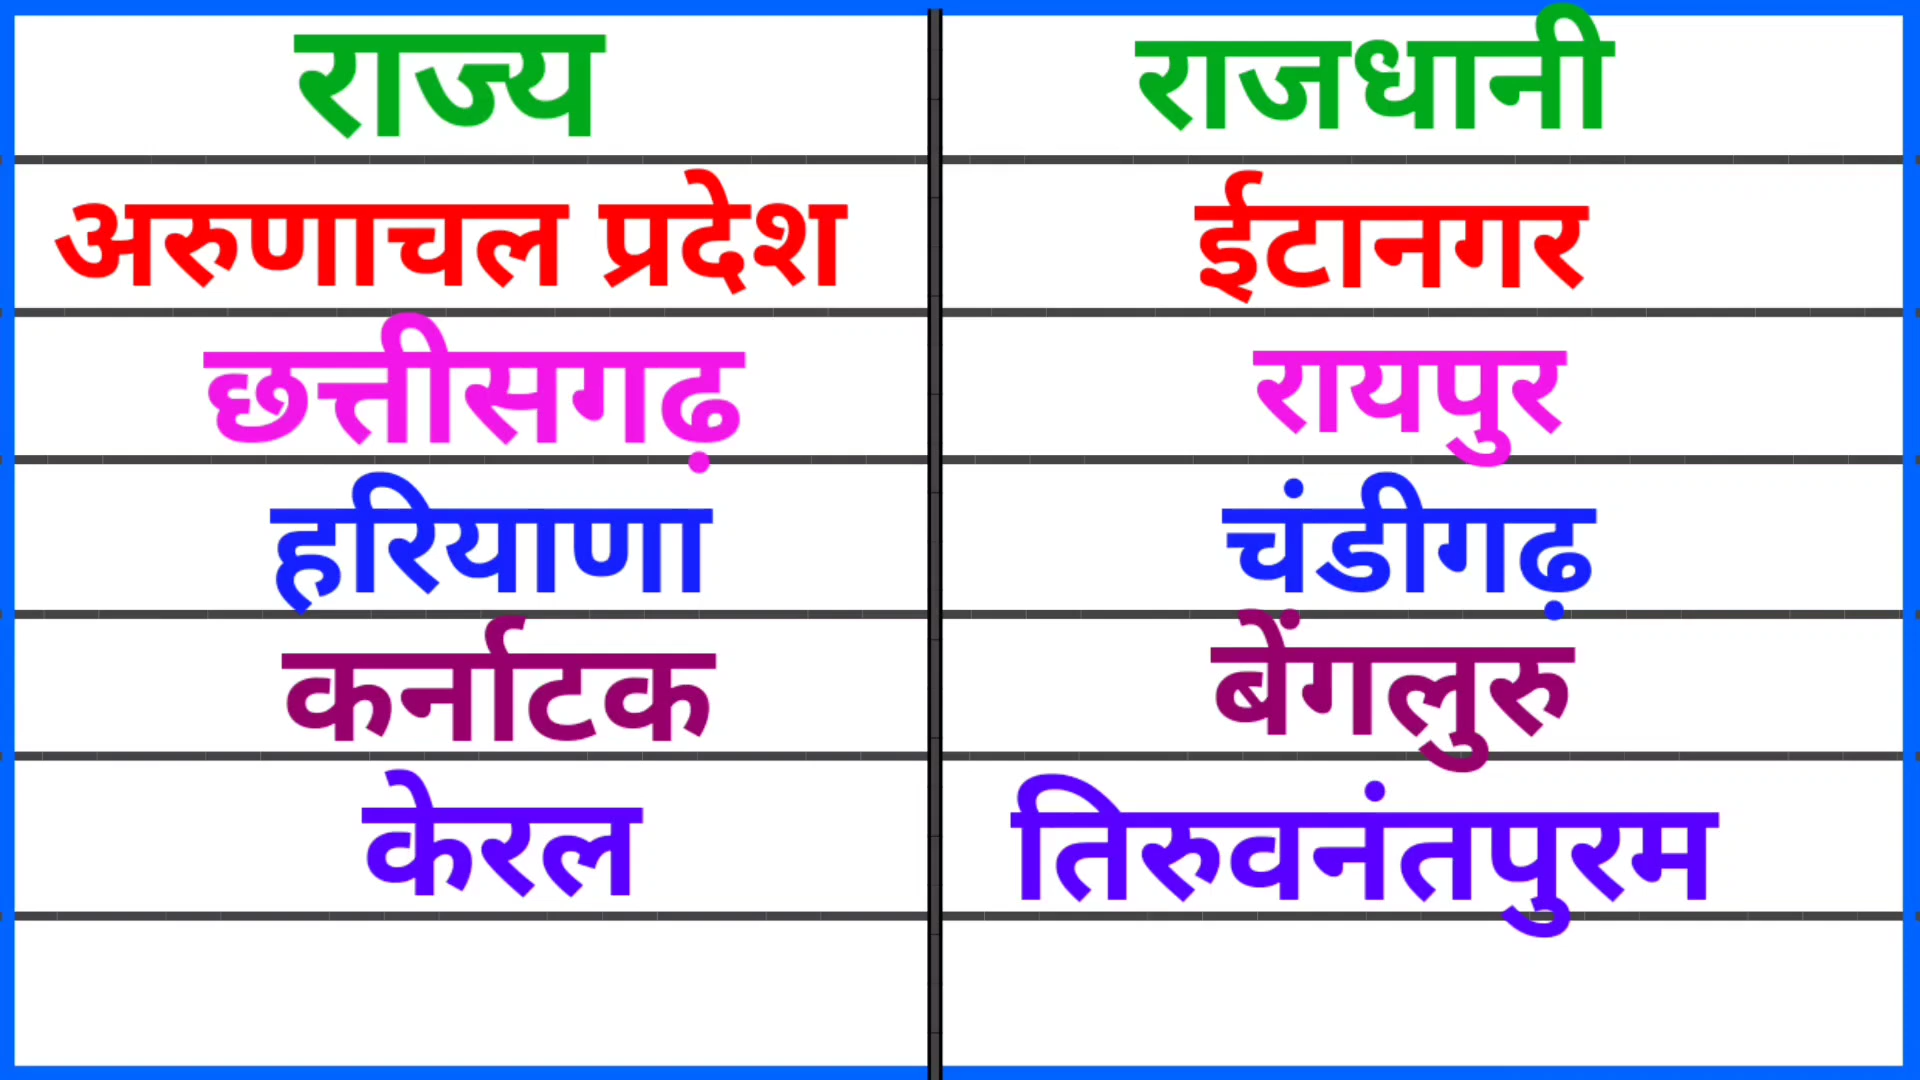 राज्य राजधानी
अरुणाचल प्रदेश ईटानगर
छत्तीसगढ़ रायपुर
हरियाणा चंडीगढ़
कर्नाटक बेंगलुरु
केरल तिरुवनंतपुरम